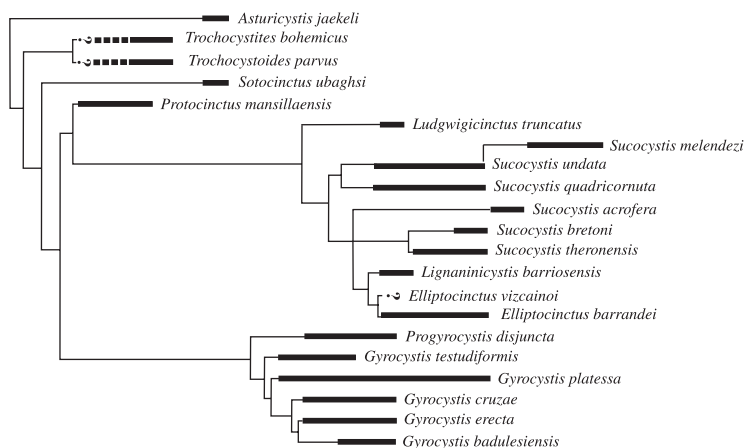 Asturicystis jaekeli
? Trochocystites bohemicus
? Trochocystoides parvus
Sotocinctus ubaghsi
Protocinctus mansillaensis
Ludgwigicinctus truncatus
Sucocystis melendezi
Sucocystis undata
Sucocystis quadricornuta
Sucocystis acrofera
Sucocystis bretoni
Sucocystis theronensis
Lignaninicystis barriosensis
? Elliptocinctus vizcainoi
Elliptocinctus barrandei
Progyrocystis disjuncta
Gyrocystis testudiformis
Gyrocystis platessa
Gyrocystis cruzae
Gyrocystis erecta
Gyrocystis badulesiensis